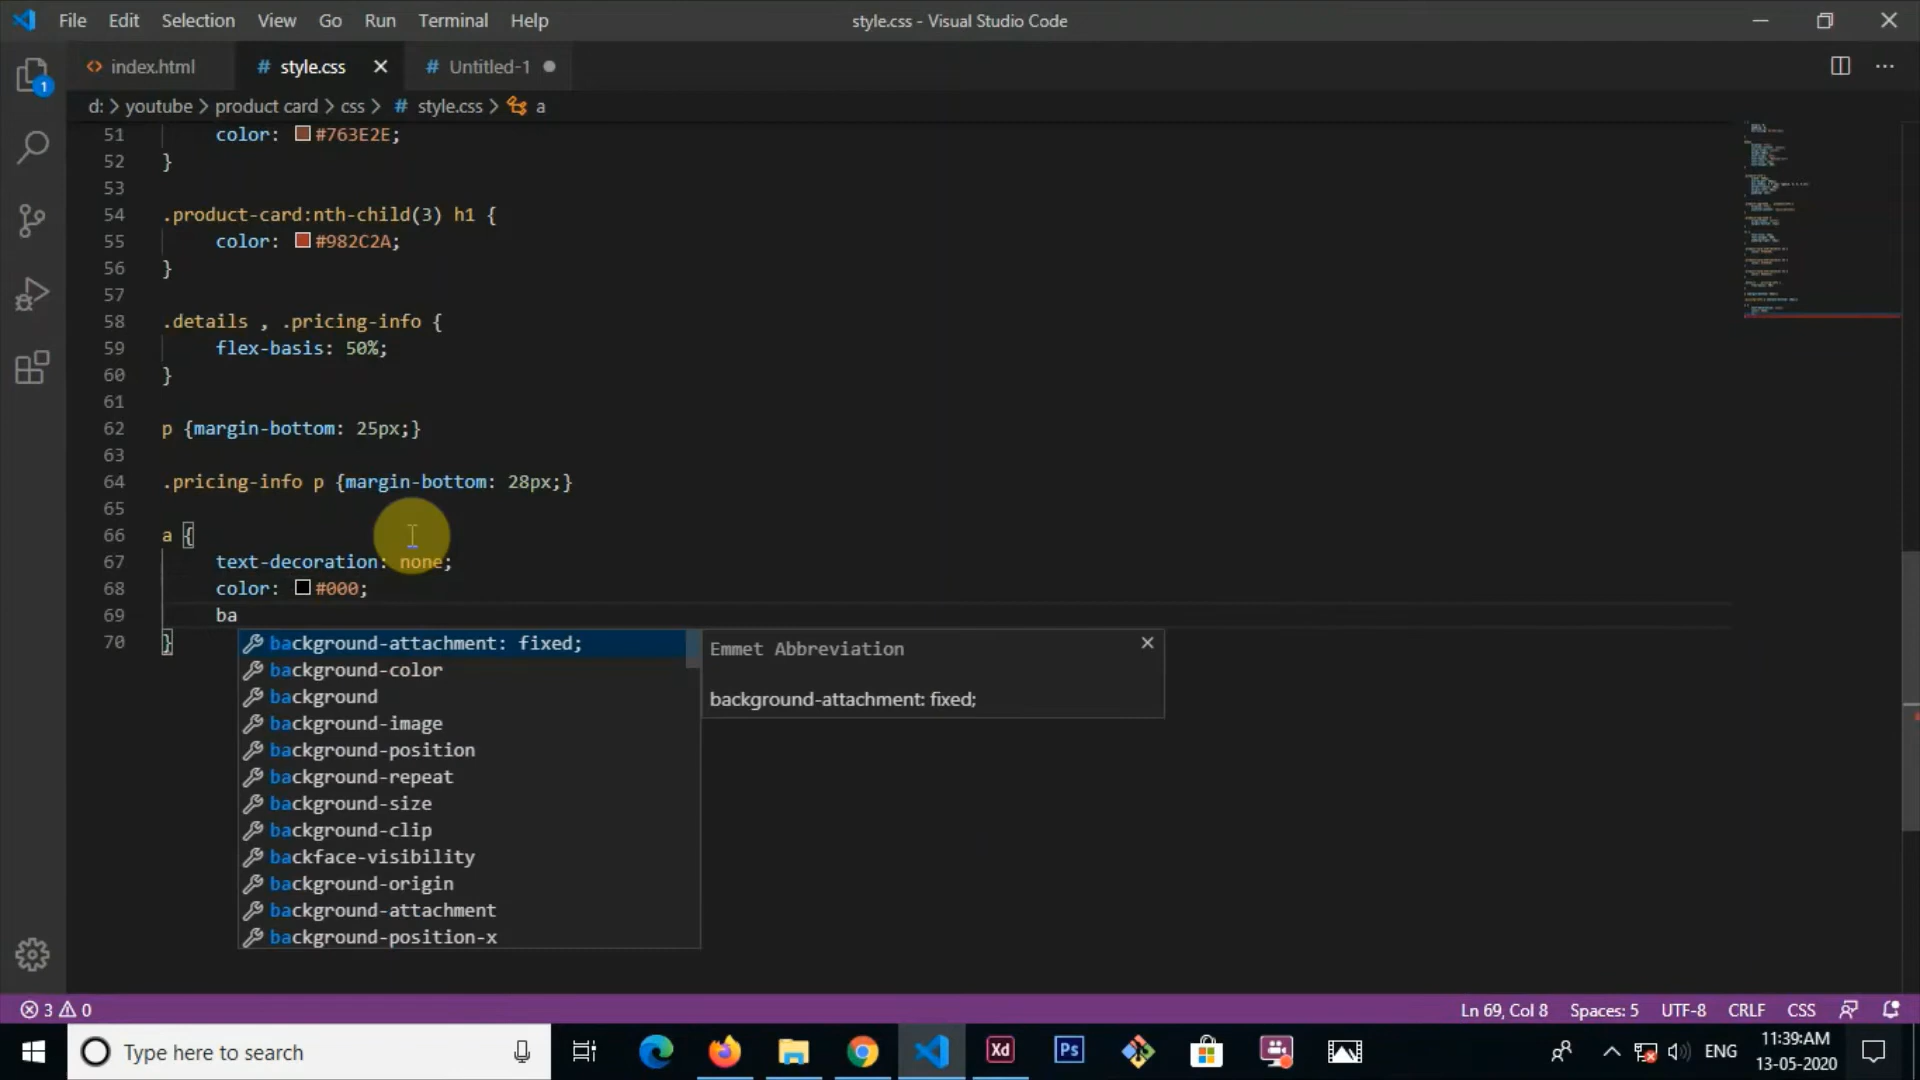 File Edit Selection View Go Run Terminal Help style.css - Visual Studio Code
index.html # style.css # Untitled-1
1
d: > youtube > product card > css > # style.css > a
51 color: #763E2E;
52 }
53
54 .product-card:nth-child(3) h1 {
55 color: #982C2A;
56 }
57
58 .details , .pricing-info {
59 flex-basis: 50%;
60 }
61
62 p {margin-bottom: 25px;}
63
64 .pricing-info p {margin-bottom: 28px;}
65
66 a {
67 text-decoration: none;
68 color: #000;
69 ba
70 }
background-attachment: fixed;
background-color
background
background-image
background-position
background-repeat
background-size
background-clip
backface-visibility
background-origin
background-attachment
background-position-x
Emmet Abbreviation
background-attachment: fixed;
3 0 Ln 69, Col 8 Spaces: 5 UTF-8 CRLF CSS
Type here to search
Xd Ps ENG 11:39:AM
13-05-2020